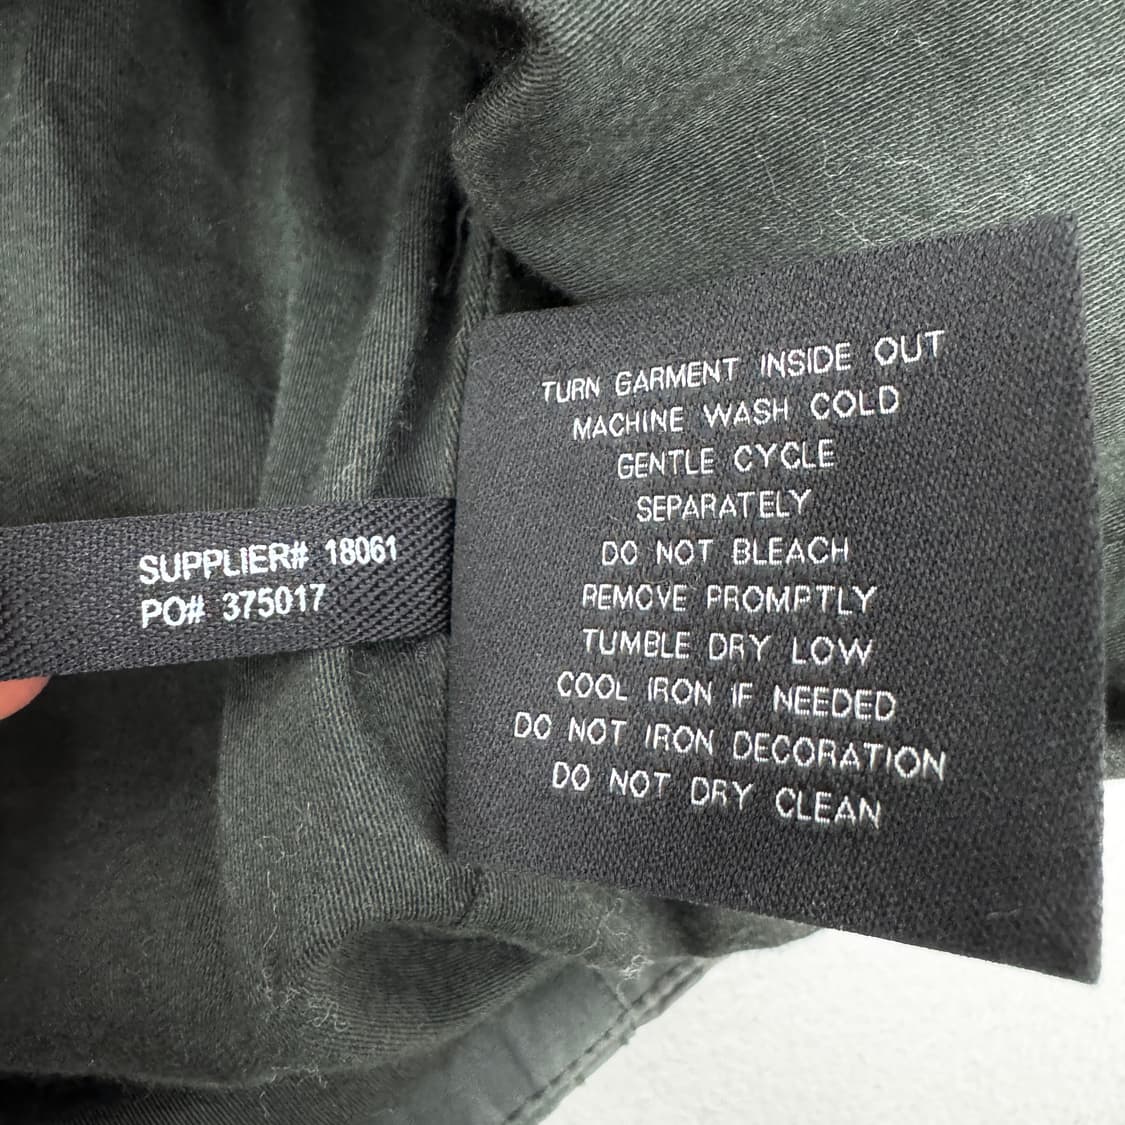 SUPPLIER# 18061
PO# 375017
TURN GARMENT INSIDE OUT
MACHINE WASH COLD
GENTLE CYCLE
SEPARATELY
DO NOT BLEACH
REMOVE PROMPTLY
TUMBLE DRY LOW
COOL IRON IF NEEDED
DO NOT IRON DECORATION
DO NOT DRY CLEAN